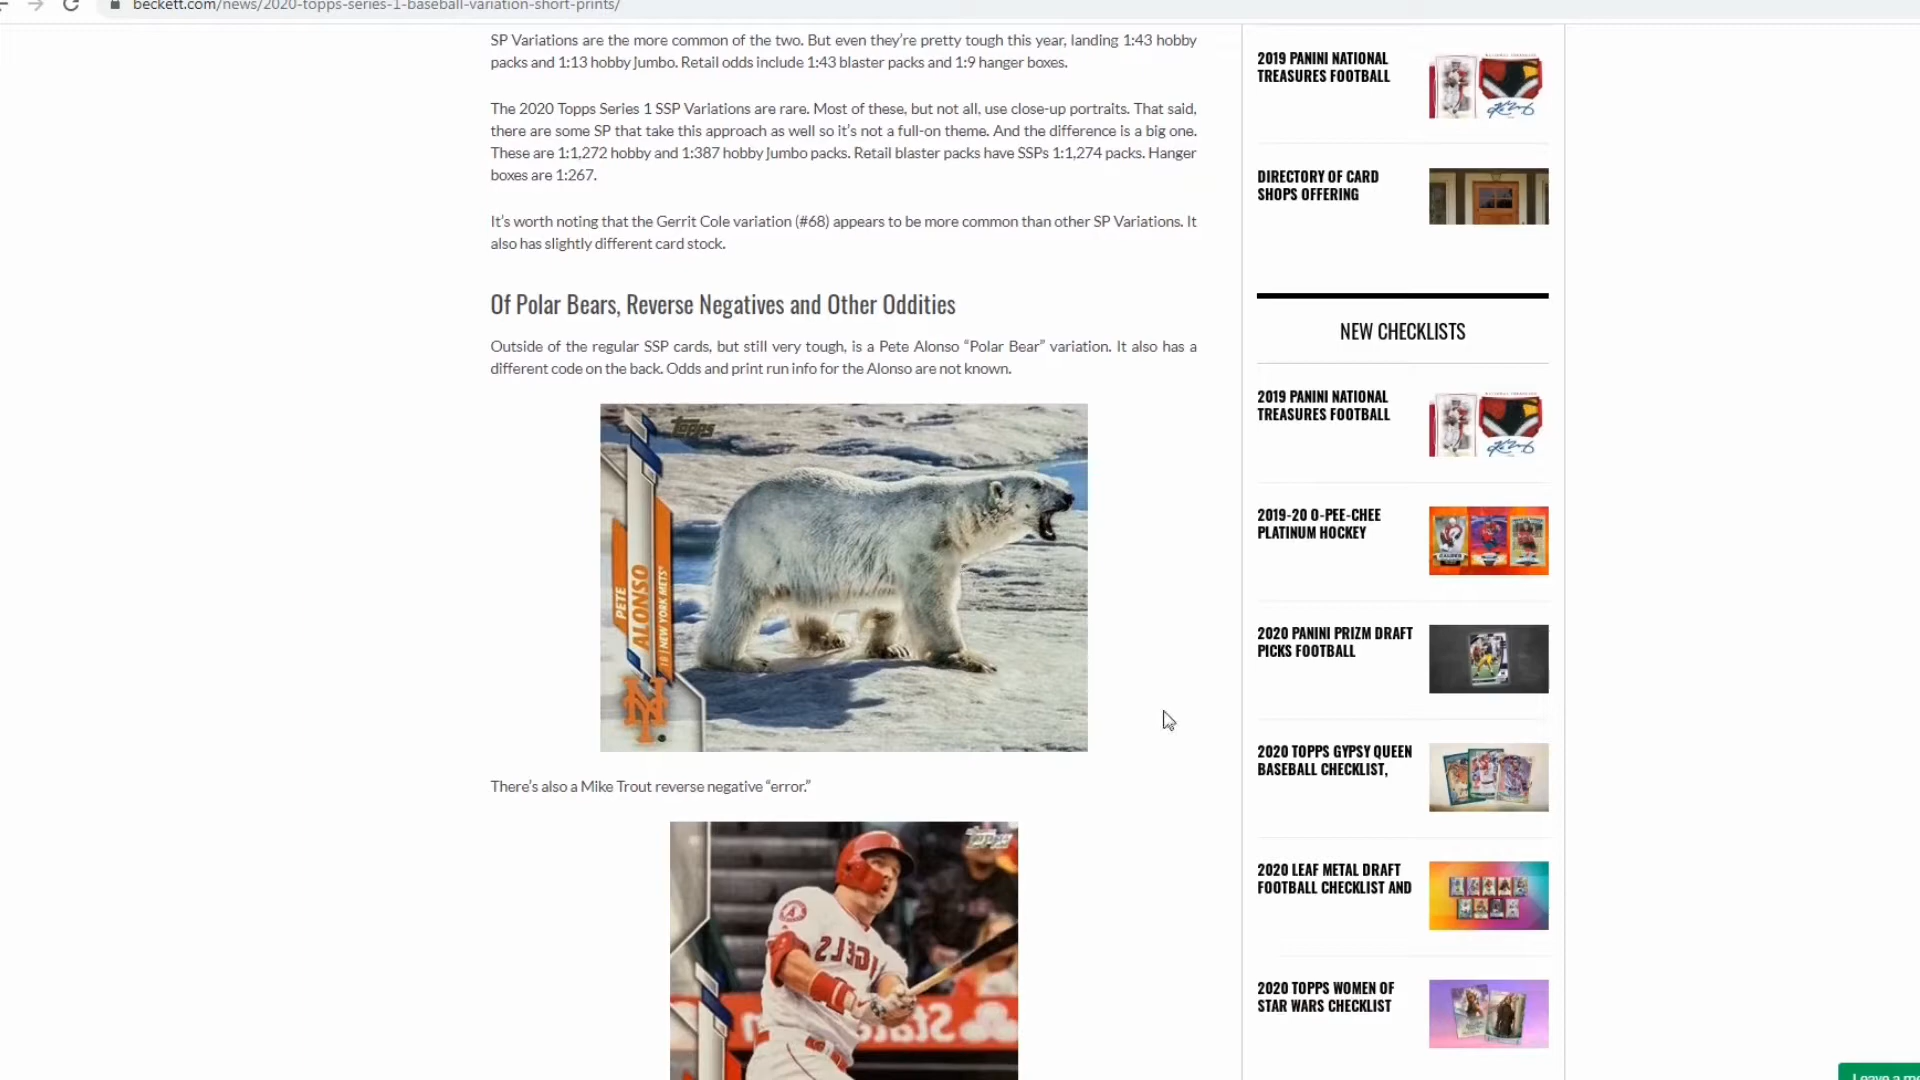 beckett.com/news/2020-topps-series-1-baseball-variation-short-prints/
SP Variations are the more common of the two. But even they're pretty tough this year, landing 1:43 hobby
packs and 1:13 hobby jumbo. Retail odds include 1:43 blaster packs and 1:9 hanger boxes.
The 2020 Topps Series 1 SSP Variations are rare. Most of these, but not all, use close-up portraits. That said,
there are some SP that take this approach as well so it's not a full-on theme. And the difference is a big one.
These are 1:1,272 hobby and 1:387 hobby jumbo packs. Retail blaster packs have SSPs 1:1,274 packs. Hanger
boxes are 1:267.
It's worth noting that the Gerrit Cole variation (#68) appears to be more common than other SP Variations. It
also has slightly different card stock.
Of Polar Bears, Reverse Negatives and Other Oddities
Outside of the regular SSP cards, but still very tough, is a Pete Alonso “Polar Bear” variation. It also has a
different code on the back. Odds and print run info for the Alonso are not known.
Topps
PETE
ALONSO
1B | NEW YORK METS®
NY
There's also a Mike Trout reverse negative “error.”
Topps
A
2019 PANINI NATIONAL
TREASURES FOOTBALL
DIRECTORY OF CARD
SHOPS OFFERING
NEW CHECKLISTS
2019 PANINI NATIONAL
TREASURES FOOTBALL
2019-20 O-PEE-CHEE
PLATINUM HOCKEY
2020 PANINI PRIZM DRAFT
PICKS FOOTBALL
2020 TOPPS GYPSY QUEEN
BASEBALL CHECKLIST,
2020 LEAF METAL DRAFT
FOOTBALL CHECKLIST AND
2020 TOPPS WOMEN OF
STAR WARS CHECKLIST
Leave a me